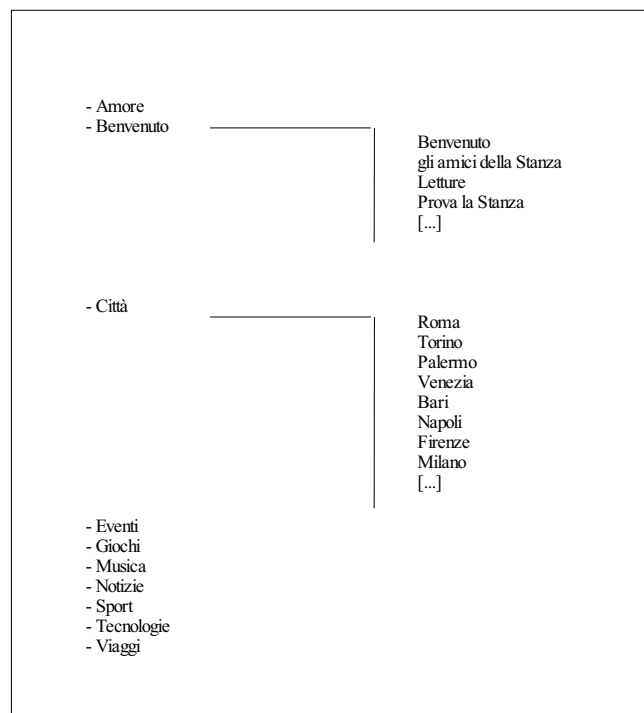 - Amore
- Benvenuto
Benvenuto
gli amici della Stanza
Letture
Prova la Stanza
[...]
- Città
Roma
Torino
Palermo
Venezia
Bari
Napoli
Firenze
Milano
[...]
- Eventi
- Giochi
- Musica
- Notizie
- Sport
- Tecnologie
- Viaggi